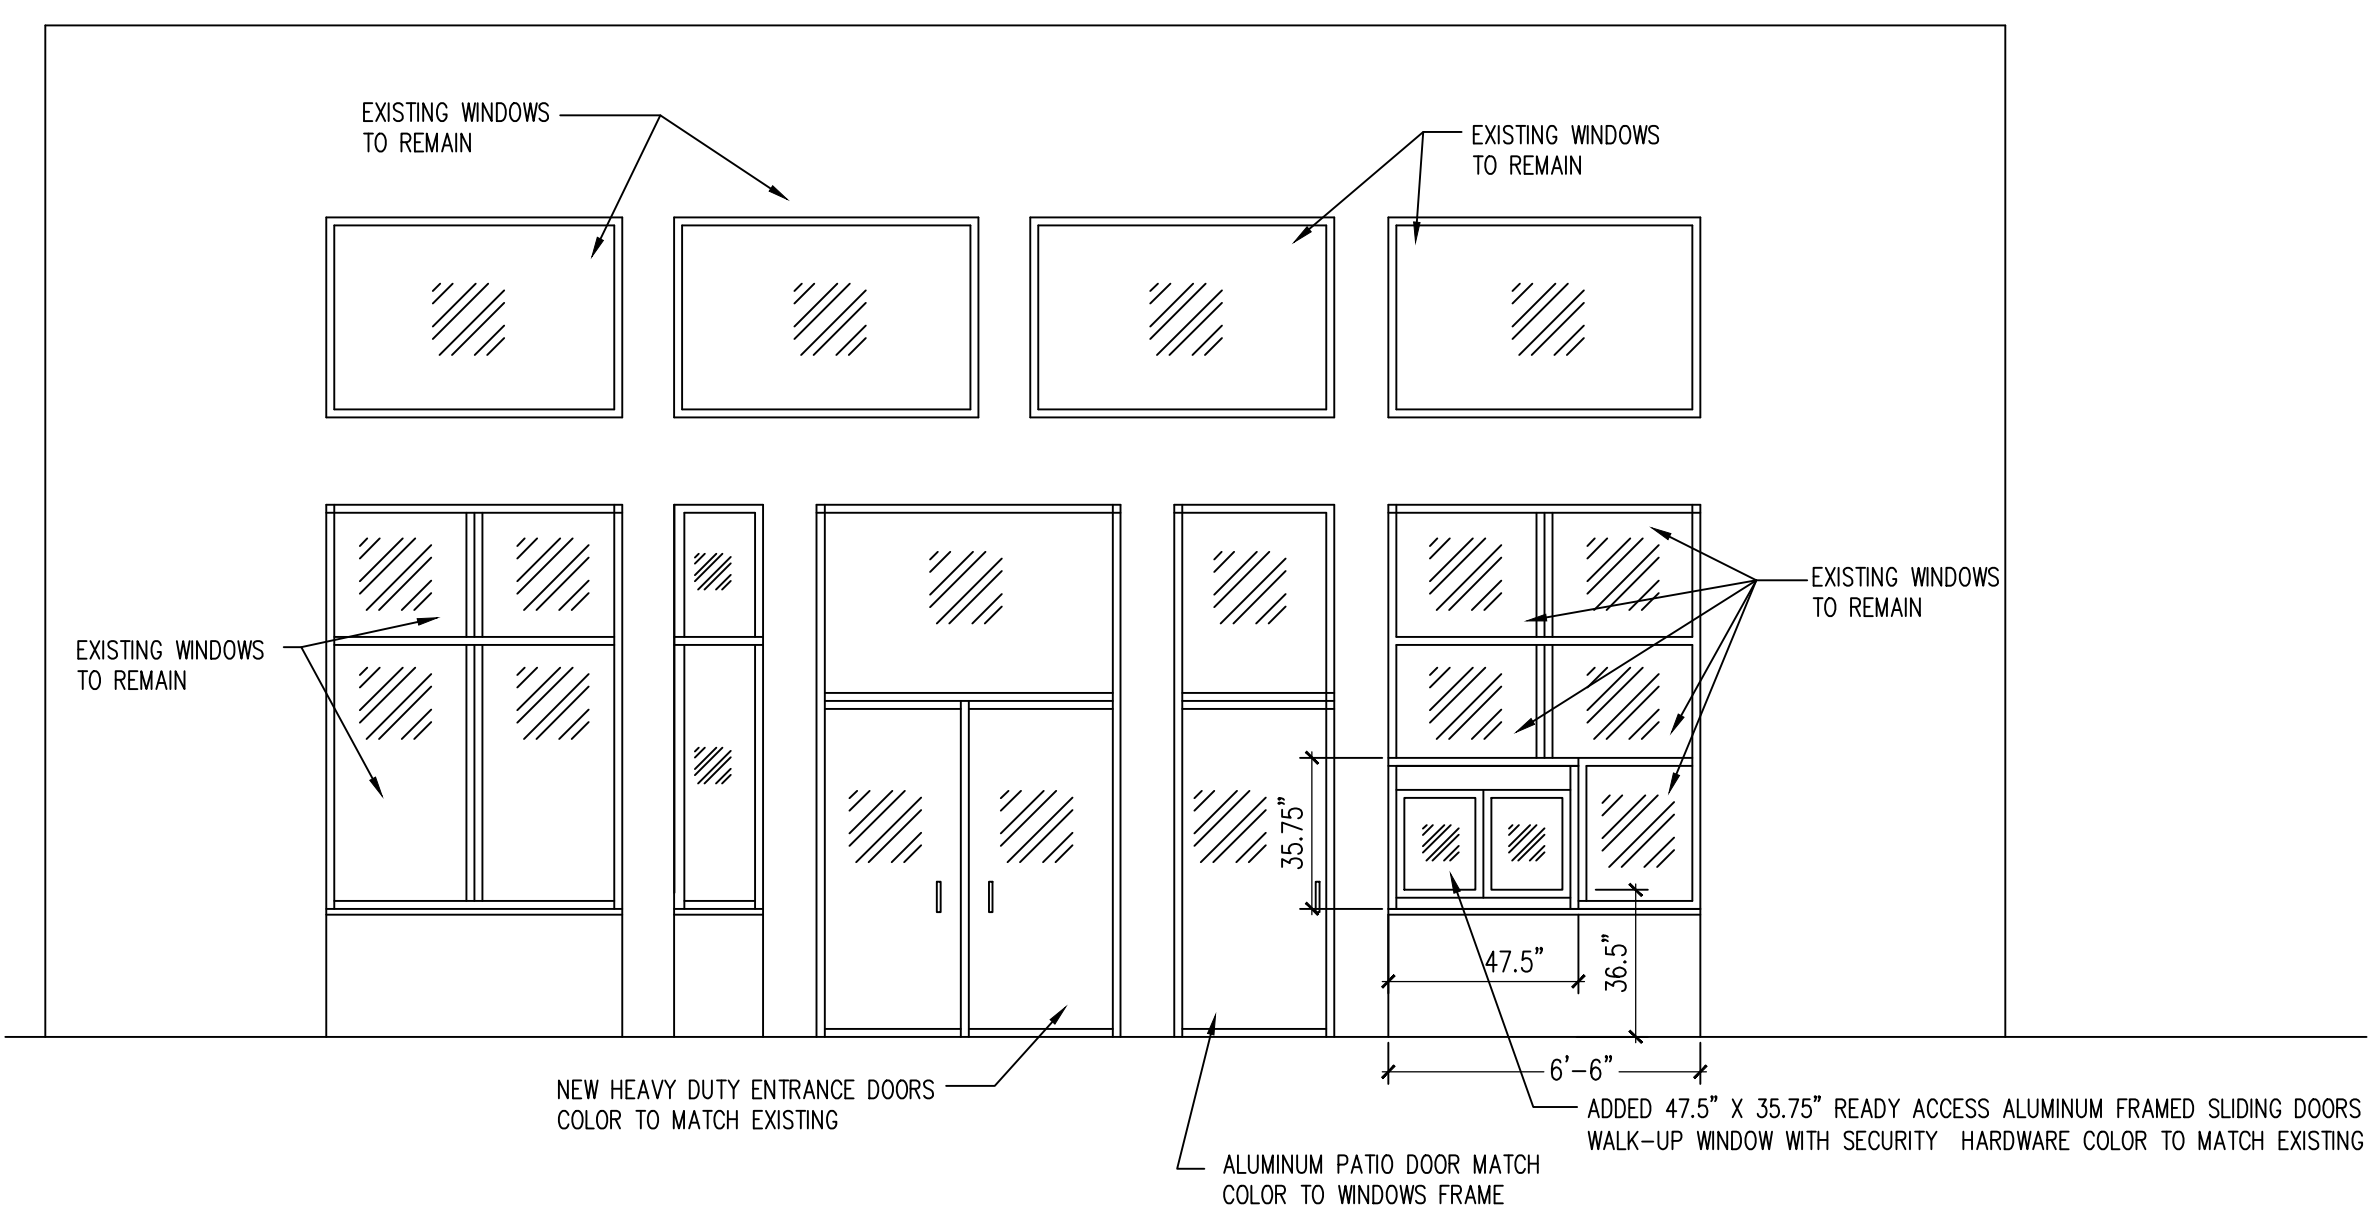 EXISTING WINDOWS
TO REMAIN
EXISTING WINDOWS
TO REMAIN
EXISTING WINDOWS
TO REMAIN
EXISTING WINDOWS
TO REMAIN
35.75"
47.5"
36.5"
6'-6"
NEW HEAVY DUTY ENTRANCE DOORS
COLOR TO MATCH EXISTING
ADDED 47.5" X 35.75" READY ACCESS ALUMINUM FRAMED SLIDING DOORS
WALK-UP WINDOW WITH SECURITY HARDWARE COLOR TO MATCH EXISTING
ALUMINUM PATIO DOOR MATCH
COLOR TO WINDOWS FRAME